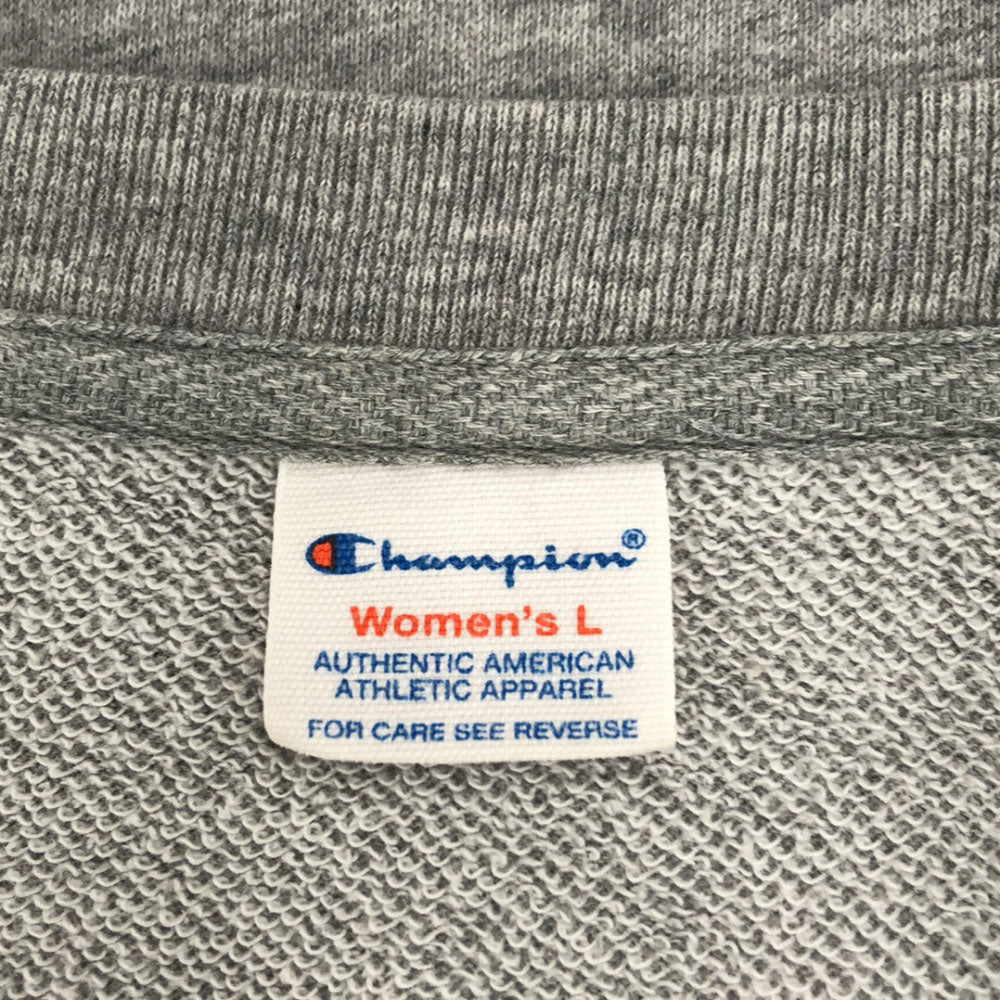 Champion®
Women's L
AUTHENTIC AMERICAN
ATHLETIC APPAREL
FOR CARE SEE REVERSE